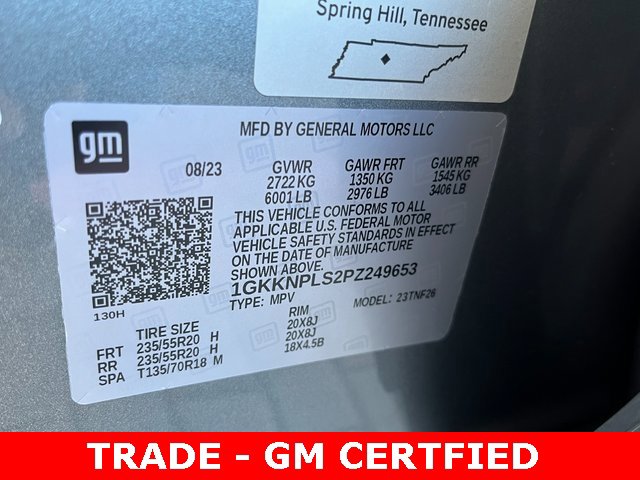 Spring Hill, Tennessee
gm
MFD BY GENERAL MOTORS LLC
08/23 GVWR GAWR FRT GAWR RR
2722 KG 1350 KG 1545 KG
6001 LB 2976 LB 3406 LB
THIS VEHICLE CONFORMS TO ALL
APPLICABLE U.S. FEDERAL MOTOR
VEHICLE SAFETY STANDARDS IN EFFECT
ON THE DATE OF MANUFACTURE
SHOWN ABOVE.
1GKKNPLS2PZ249653
TYPE: MPV MODEL: 23TNF26
130H
TIRE SIZE RIM
FRT 235/55R20 H 20X8J
RR 235/55R20 H 20X8J
SPA T135/70R18 M 18X4.5B
TRADE - GM CERTFIED